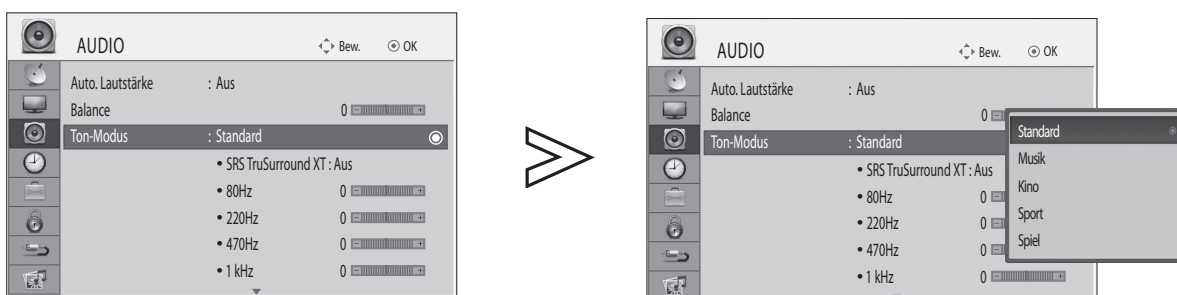 AUDIO Bew. OK
Auto. Lautstärke : Aus
Balance 0 - +
Ton-Modus : Standard
• SRS TruSurround XT : Aus
• 80Hz 0 - +
• 220Hz 0 - +
• 470Hz 0 - +
• 1 kHz 0 - +
AUDIO Bew. OK
Auto. Lautstärke : Aus
Balance 0 -
Ton-Modus : Standard
• SRS TruSurround XT : Aus
• 80Hz 0 -
• 220Hz 0 -
• 470Hz 0 -
• 1 kHz 0 - +
Standard
Musik
Kino
Sport
Spiel